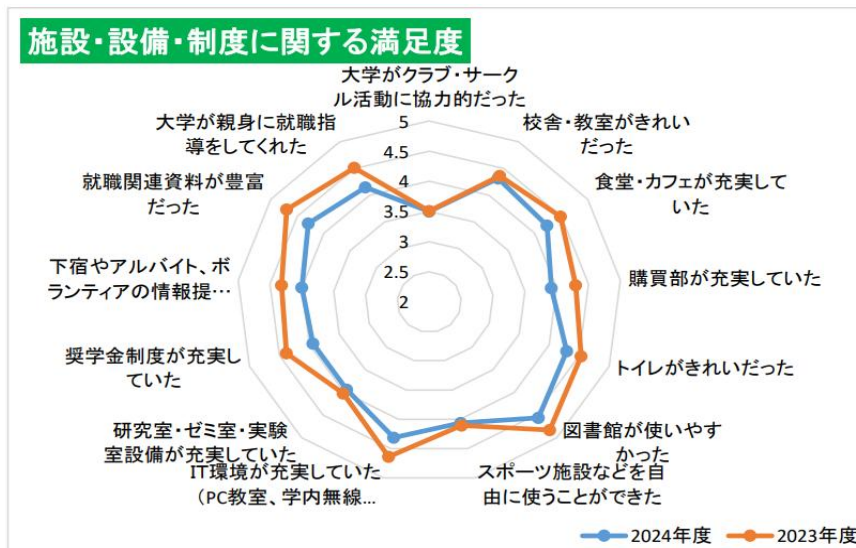 施設・設備・制度に関する満足度
大学がクラブ・サーク
ル活動に協力的だった
校舎・教室がきれい
だった
食堂・カフェが充実して
いた
購買部が充実していた
トイレがきれいだった
図書館が使いやす
かった
スポーツ施設などを自
由に使うことができた
IT環境が充実していた
(PC教室、学内無線…
研究室・ゼミ室・実験
室設備が充実していた
奨学金制度が充実し
ていた
下宿やアルバイト、ボ
ランティアの情報提…
就職関連資料が豊富
だった
大学が親身に就職指
導をしてくれた
5
4.5
4
3.5
3
2.5
2
2024年度
2023年度